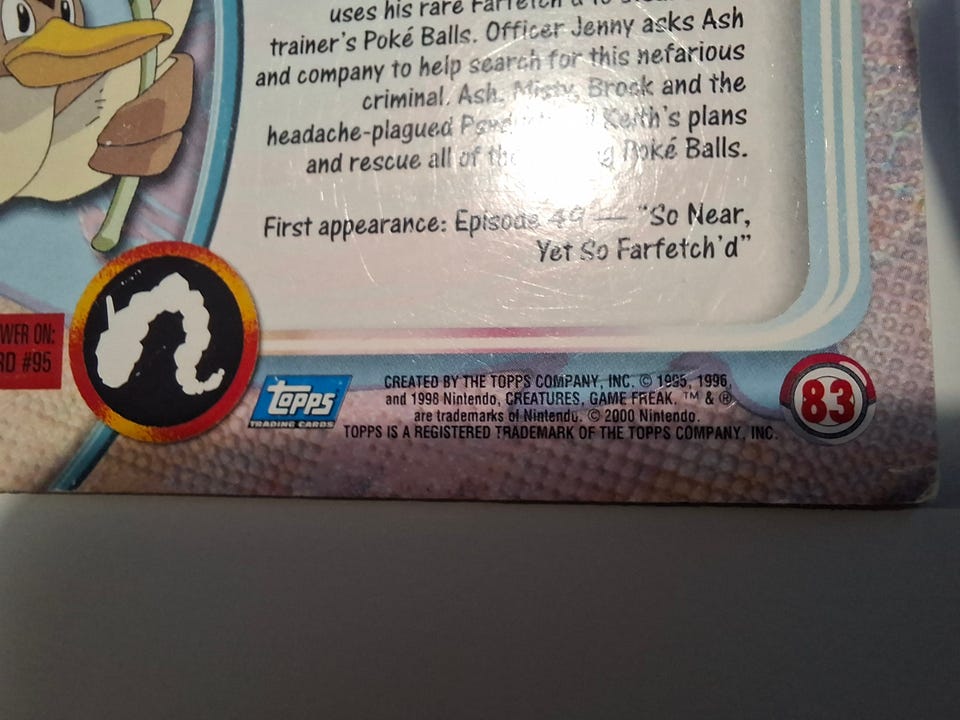 uses his rare Farfetch'd to
trainer's Poké Balls. Officer Jenny asks Ash
and company to help search for this nefarious
criminal. Ash, Misty, Brock and the
headache-plagued Keith's plans
and rescue all of Poké Balls.
First appearance: Episode 49 — "So Near,
Yet So Farfetch'd"
WER ON:
RD #95
TOPPS
TRADING CARDS
CREATED BY THE TOPPS COMPANY, INC. © 1995, 1996,
and 1998 Nintendo, CREATURES, GAME FREAK. ™ & ®
are trademarks of Nintendo. © 2000 Nintendo.
TOPPS IS A REGISTERED TRADEMARK OF THE TOPPS COMPANY, INC.
83